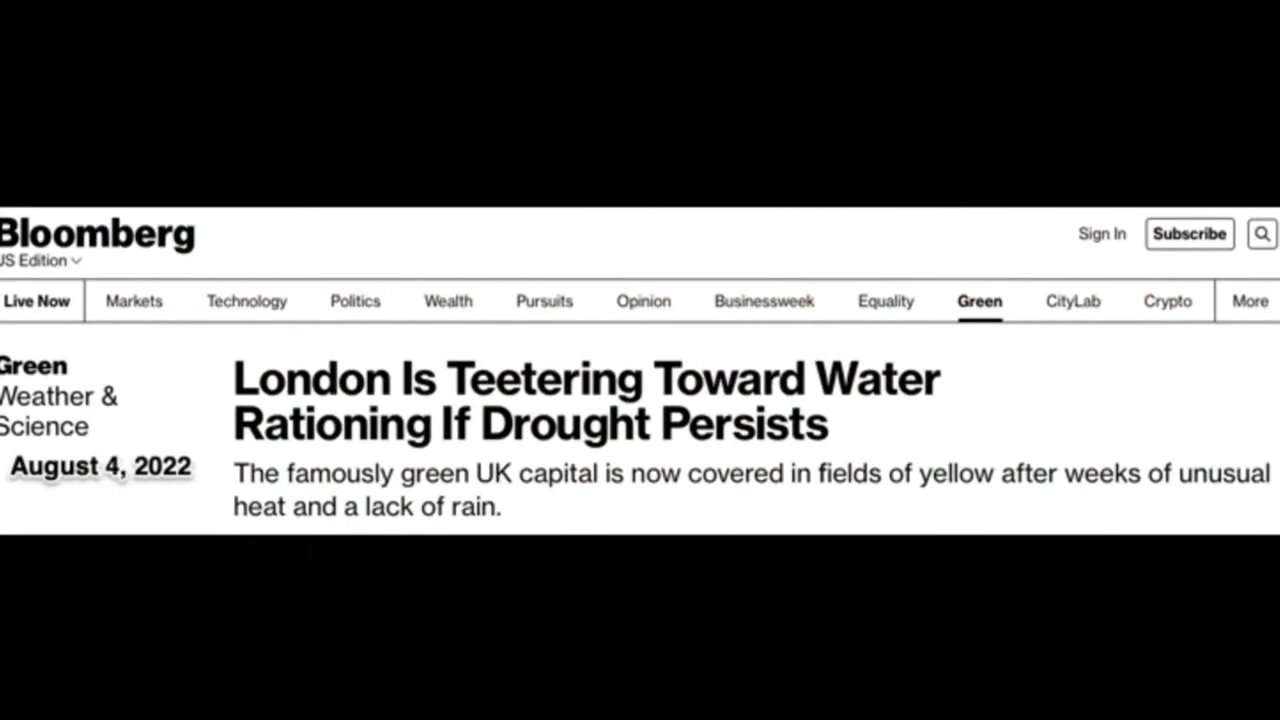 Bloomberg
US Edition
Sign In Subscribe
Live Now Markets Technology Politics Wealth Pursuits Opinion Businessweek Equality Green CityLab Crypto More
Green
Weather &
Science
August 4, 2022
London Is Teetering Toward Water
Rationing If Drought Persists
The famously green UK capital is now covered in fields of yellow after weeks of unusual
heat and a lack of rain.